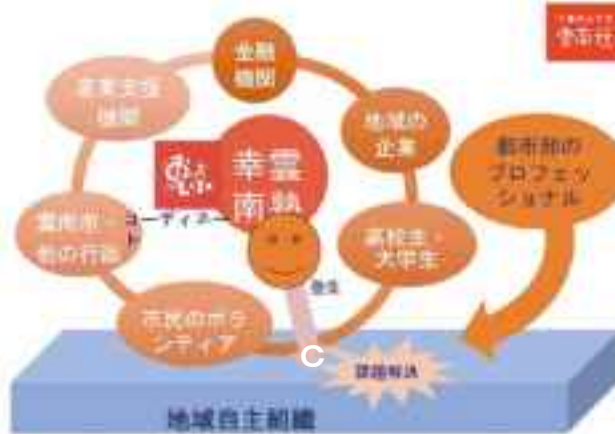 金融
機関
産業支援
機関
地域の
企業
都市部の
プロフェッ
ショナル
幸雲
南塾
コーディネー
ト
雲南市・
他の行政
高校生・
大学生
市民のボラ
ンティア
C
課題解決
地域自主組織